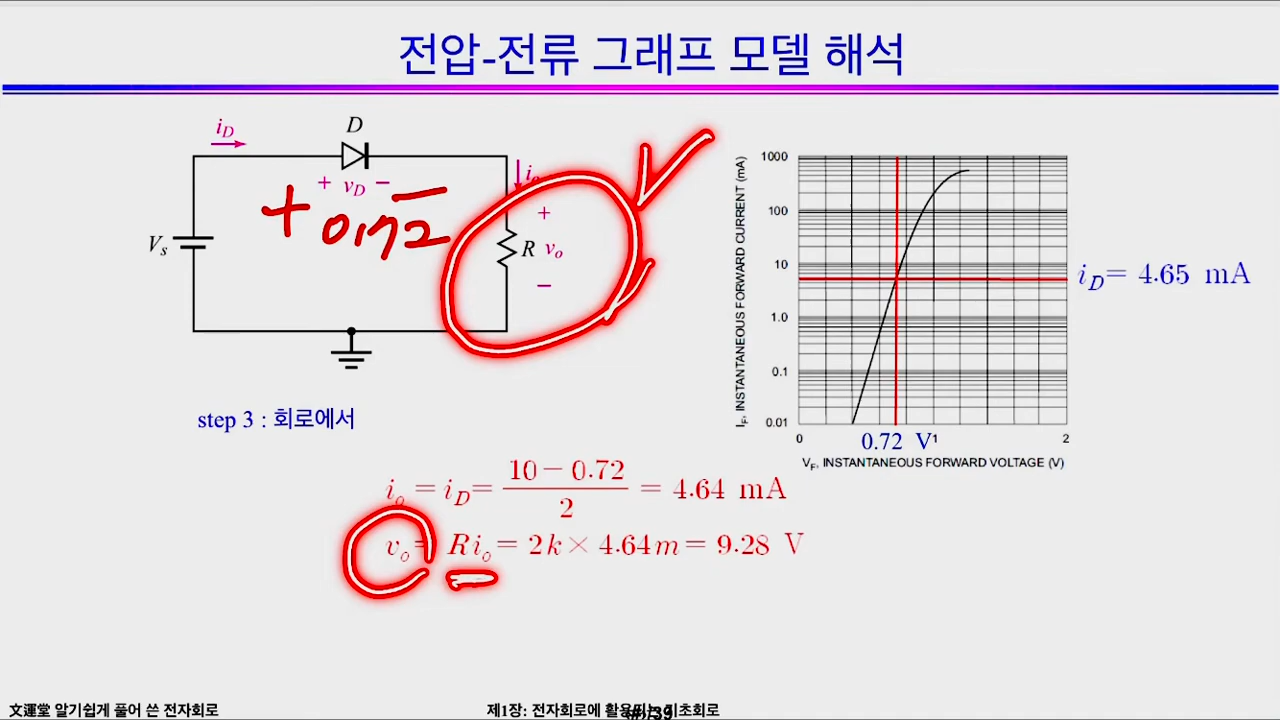 전압-전류 그래프 모델 해석
i_D
D
+ v_D −
+ 0.72 −
V_s
+
R v_o
−
I_F, INSTANTANEOUS FORWARD CURRENT (mA)
1000
100
10
1.0
0.1
0.01
0
1
2
0.72 V
V_F, INSTANTANEOUS FORWARD VOLTAGE (V)
i_D = 4.65 mA
step 3 : 회로에서
i_o = i_D = (10 − 0.72) / 2 = 4.64 mA
v_o = R i_o = 2k × 4.64m = 9.28 V
文運堂 알기쉽게 풀어 쓴 전자회로
제1장: 전자회로에 활용되는 기초회로